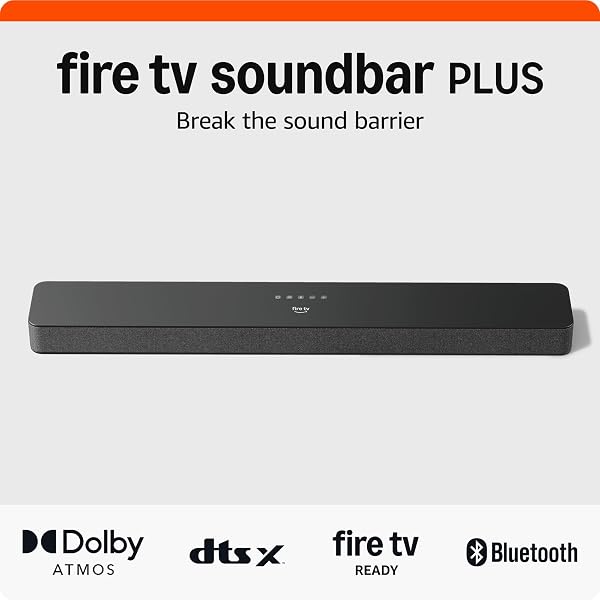 fire tv soundbar PLUS
Break the sound barrier
fire tv
Dolby
ATMOS
dts x
fire tv
READY
Bluetooth